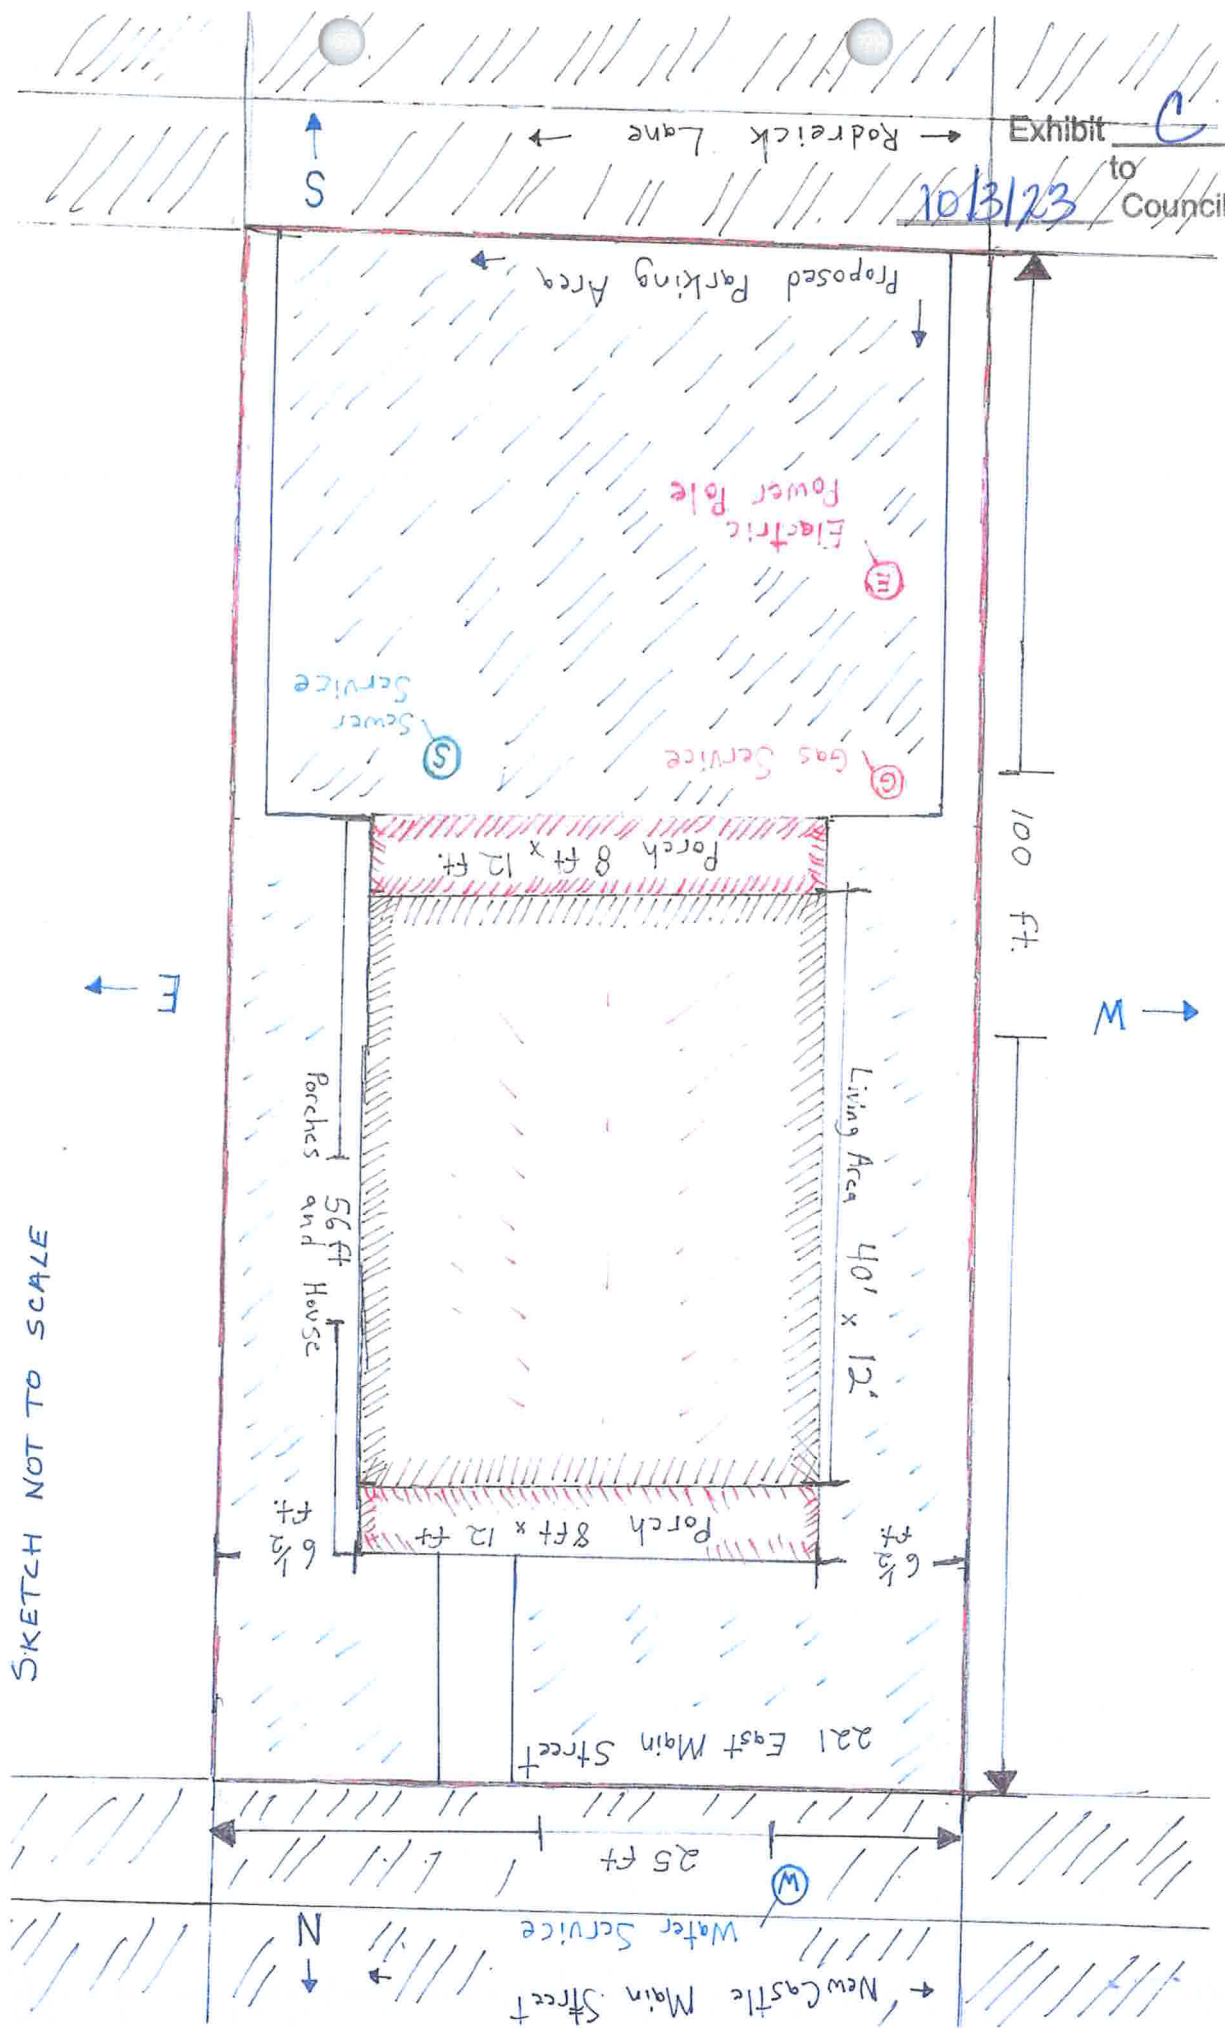 Exhibit C
to
10/3/23 Council
← Rodreick Lane →
S
Proposed Parking Area
Electric
Power Pole
E
Sewer
Service
S
Gas Service
G
Porch 8 ft x 12 ft.
100 ft.
E
W
Living Area 40' x 12'
56 ft
Porches and House
SKETCH NOT TO SCALE
Porch 8ft x 12 ft
6 1/2 ft.
6 1/2 ft.
221 East Main Street
25 ft
W
Water Service
N
← New Castle Main Street →